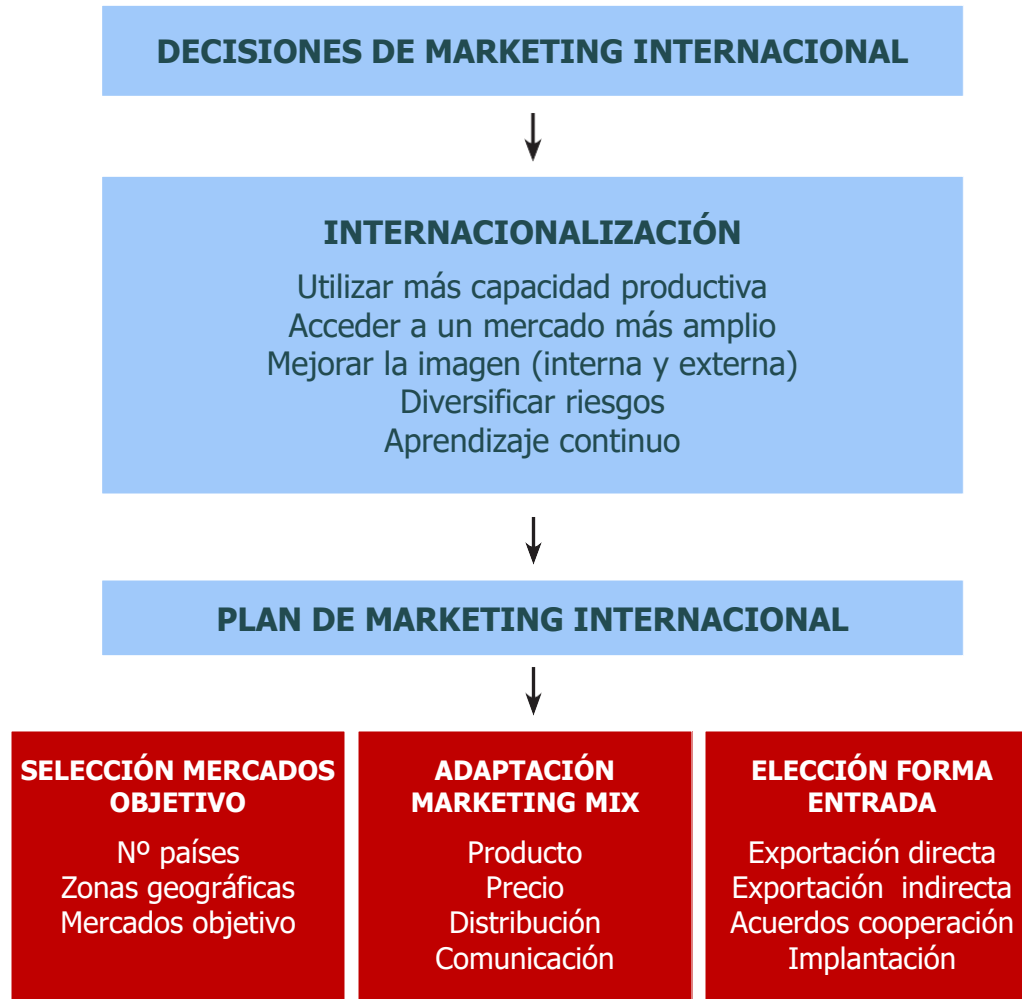 DECISIONES DE MARKETING INTERNACIONAL
INTERNACIONALIZACIÓN
Utilizar más capacidad productiva
Acceder a un mercado más amplio
Mejorar la imagen (interna y externa)
Diversificar riesgos
Aprendizaje continuo
PLAN DE MARKETING INTERNACIONAL
SELECCIÓN MERCADOS
OBJETIVO
Nº países
Zonas geográficas
Mercados objetivo
ADAPTACIÓN
MARKETING MIX
Producto
Precio
Distribución
Comunicación
ELECCIÓN FORMA
ENTRADA
Exportación directa
Exportación indirecta
Acuerdos cooperación
Implantación